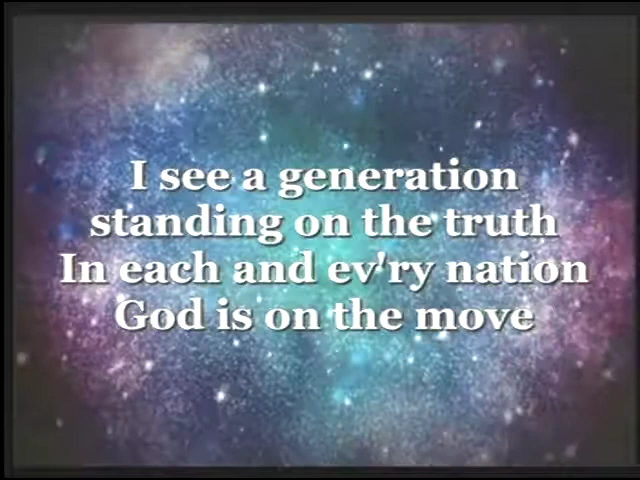 I see a generation
standing on the truth
In each and ev'ry nation
God is on the move